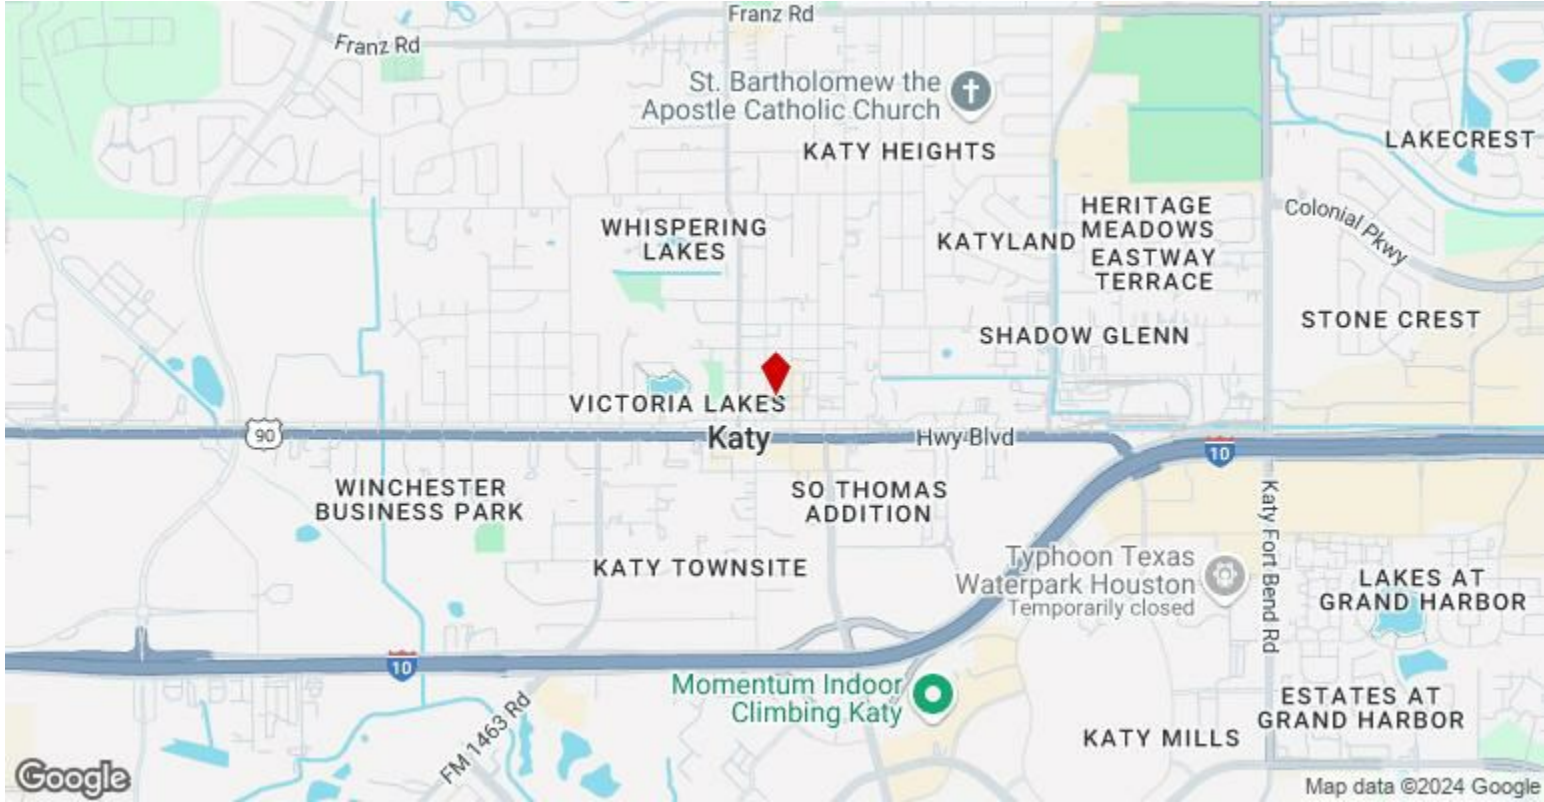 Franz Rd
Franz Rd
St. Bartholomew the
Apostle Catholic Church
KATY HEIGHTS
LAKECREST
HERITAGE
MEADOWS
Colonial Pkwy
WHISPERING
LAKES
KATYLAND
EASTWAY
TERRACE
STONE CREST
SHADOW GLENN
VICTORIA LAKES
90
Katy
Hwy Blvd
10
WINCHESTER
BUSINESS PARK
SO THOMAS
ADDITION
Katy Fort Bend Rd
KATY TOWNSITE
Typhoon Texas
Waterpark Houston
Temporarily closed
LAKES AT
GRAND HARBOR
10
Momentum Indoor
Climbing Katy
FM 1463 Rd
ESTATES AT
GRAND HARBOR
KATY MILLS
Google
Map data ©2024 Google